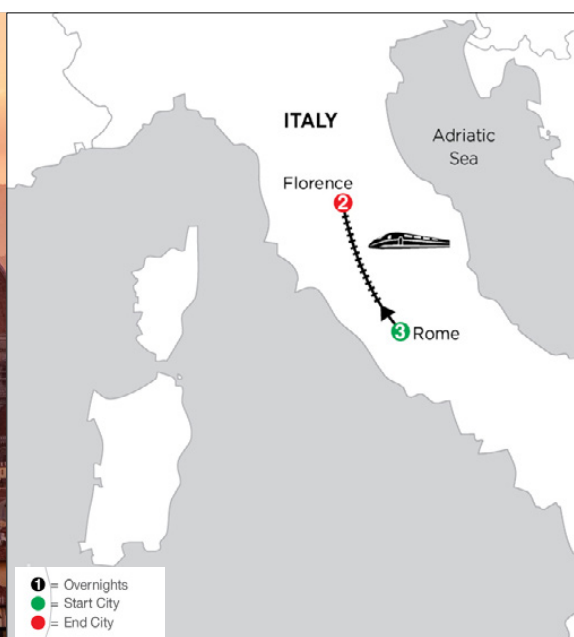 ITALY
Adriatic
Sea
Florence
2
3 Rome
1 = Overnights
= Start City
= End City